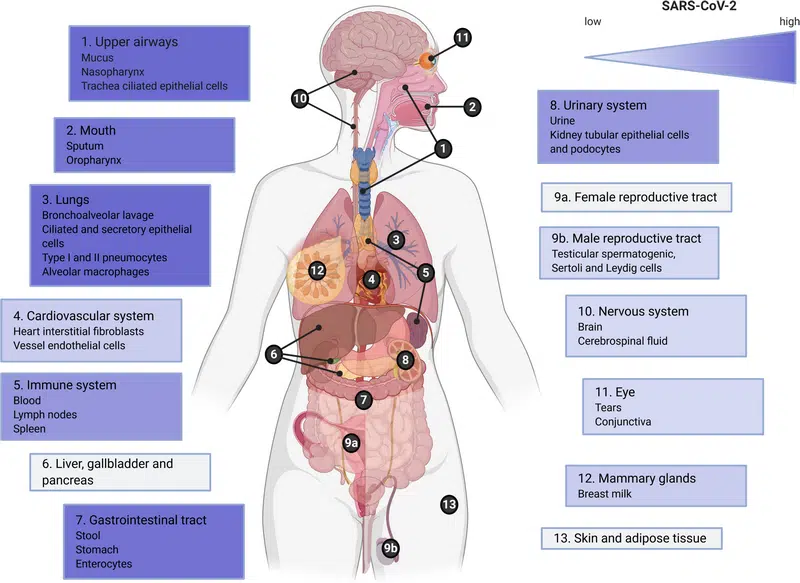 SARS-CoV-2
low
high
1. Upper airways
Mucus
Nasopharynx
Trachea ciliated epithelial cells
2. Mouth
Sputum
Oropharynx
3. Lungs
Bronchoalveolar lavage
Ciliated and secretory epithelial
cells
Type I and II pneumocytes
Alveolar macrophages
4. Cardiovascular system
Heart interstitial fibroblasts
Vessel endothelial cells
5. Immune system
Blood
Lymph nodes
Spleen
6. Liver, gallbladder and
pancreas
7. Gastrointestinal tract
Stool
Stomach
Enterocytes
11
10
2
1
3
12
4
5
6
8
7
9a
13
9b
8. Urinary system
Urine
Kidney tubular epithelial cells
and podocytes
9a. Female reproductive tract
9b. Male reproductive tract
Testicular spermatogenic,
Sertoli and Leydig cells
10. Nervous system
Brain
Cerebrospinal fluid
11. Eye
Tears
Conjunctiva
12. Mammary glands
Breast milk
13. Skin and adipose tissue